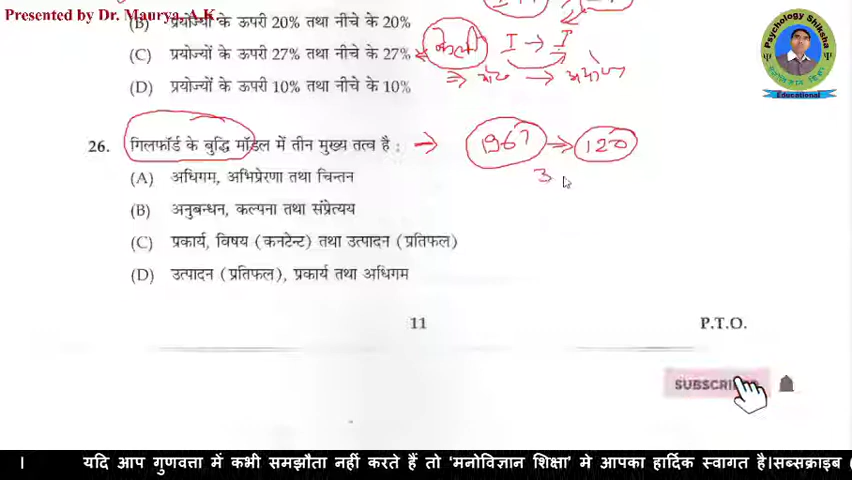 Presented by Dr. Maurya, A.K.
(B) प्रयोज्यों के ऊपरी 20% तथा नीचे के 20%
(C) प्रयोज्यों के ऊपरी 27% तथा नीचे के 27%
केली I → I
(D) प्रयोज्यों के ऊपरी 10% तथा नीचे के 10%
Psychology Shiksha
मनोविज्ञान शिक्षा
Educational
26. गिलफॉर्ड के बुद्धि मॉडल में तीन मुख्य तत्व है : → 1967 → 120
3
(A) अधिगम, अभिप्रेरणा तथा चिन्तन
(B) अनुबन्धन, कल्पना तथा संप्रेत्यय
(C) प्रकार्य, विषय (कनटेन्ट) तथा उत्पादन (प्रतिफल)
(D) उत्पादन (प्रतिफल), प्रकार्य तथा अधिगम
11
P.T.O.
SUBSCRIBE
। यदि आप गुणवत्ता में कभी समझौता नहीं करते हैं तो 'मनोविज्ञान शिक्षा' मे आपका हार्दिक स्वागत है।सब्सक्राइब (